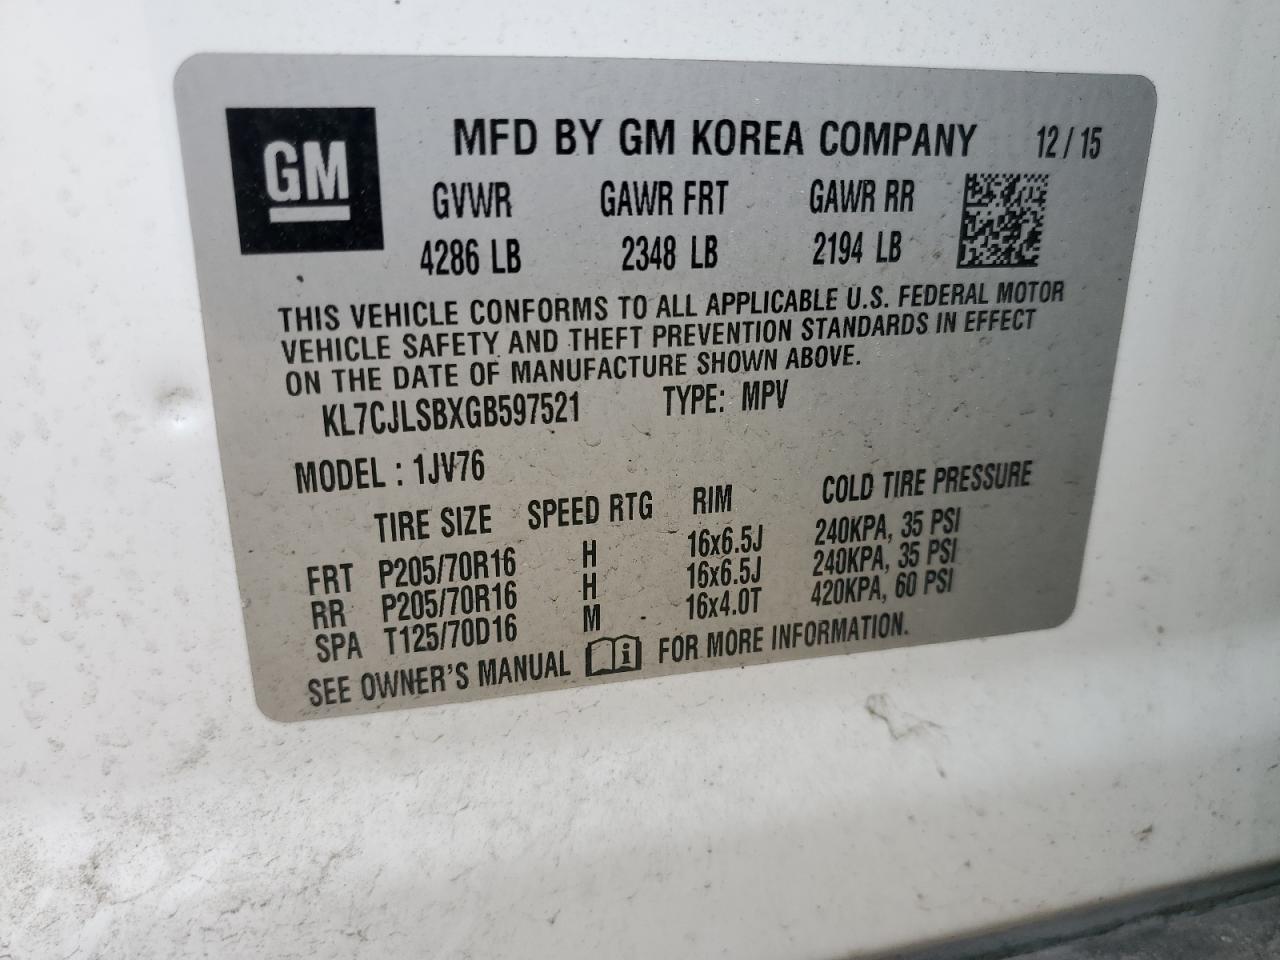 GM
MFD BY GM KOREA COMPANY 12/15
GVWR GAWR FRT GAWR RR
4286 LB 2348 LB 2194 LB
THIS VEHICLE CONFORMS TO ALL APPLICABLE U.S. FEDERAL MOTOR
VEHICLE SAFETY AND THEFT PREVENTION STANDARDS IN EFFECT
ON THE DATE OF MANUFACTURE SHOWN ABOVE.
KL7CJLSBXGB597521 TYPE: MPV
MODEL : 1JV76
TIRE SIZE SPEED RTG RIM COLD TIRE PRESSURE
FRT P205/70R16 H 16x6.5J 240KPA, 35 PSI
RR P205/70R16 H 16x6.5J 240KPA, 35 PSI
SPA T125/70D16 M 16x4.0T 420KPA, 60 PSI
SEE OWNER'S MANUAL i FOR MORE INFORMATION.